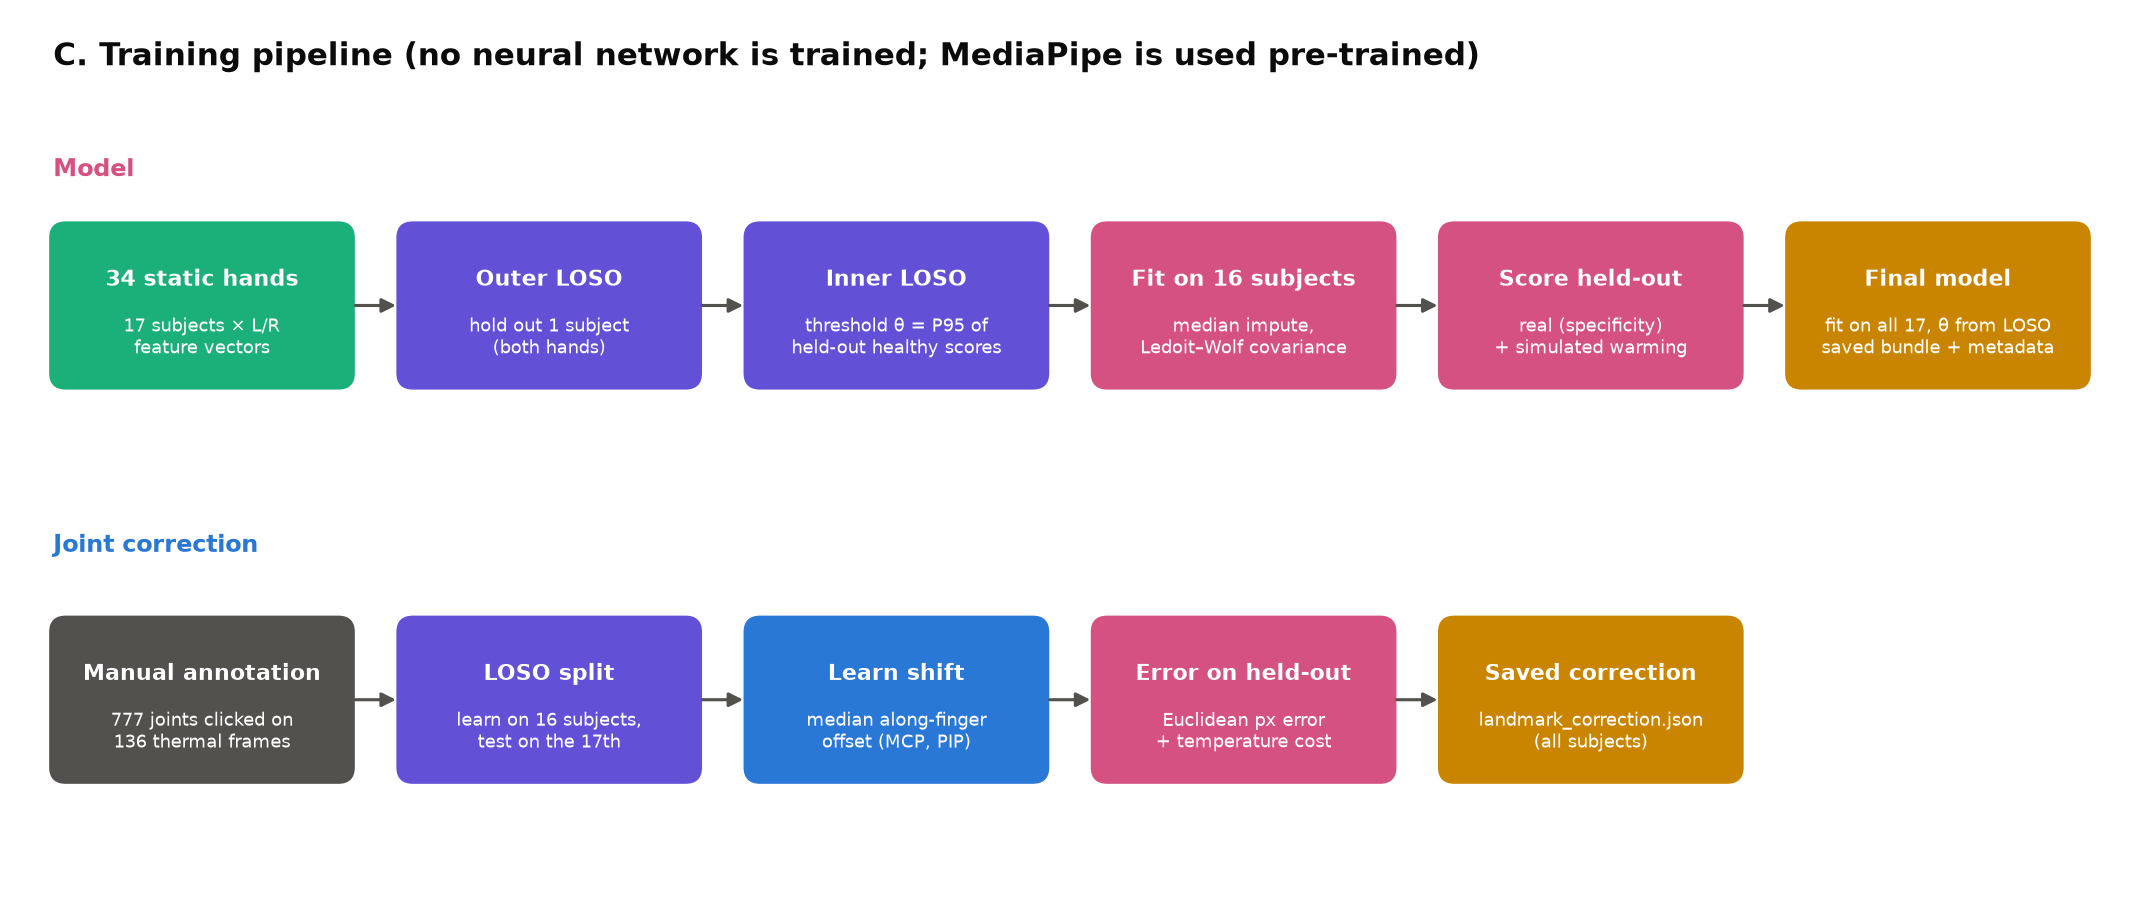 C. Training pipeline (no neural network is trained; MediaPipe is used pre-trained)
Model
34 static hands
17 subjects × L/R
feature vectors
Outer LOSO
hold out 1 subject
(both hands)
Inner LOSO
threshold θ = P95 of
held-out healthy scores
Fit on 16 subjects
median impute,
Ledoit–Wolf covariance
Score held-out
real (specificity)
+ simulated warming
Final model
fit on all 17, θ from LOSO
saved bundle + metadata
Joint correction
Manual annotation
777 joints clicked on
136 thermal frames
LOSO split
learn on 16 subjects,
test on the 17th
Learn shift
median along-finger
offset (MCP, PIP)
Error on held-out
Euclidean px error
+ temperature cost
Saved correction
landmark_correction.json
(all subjects)